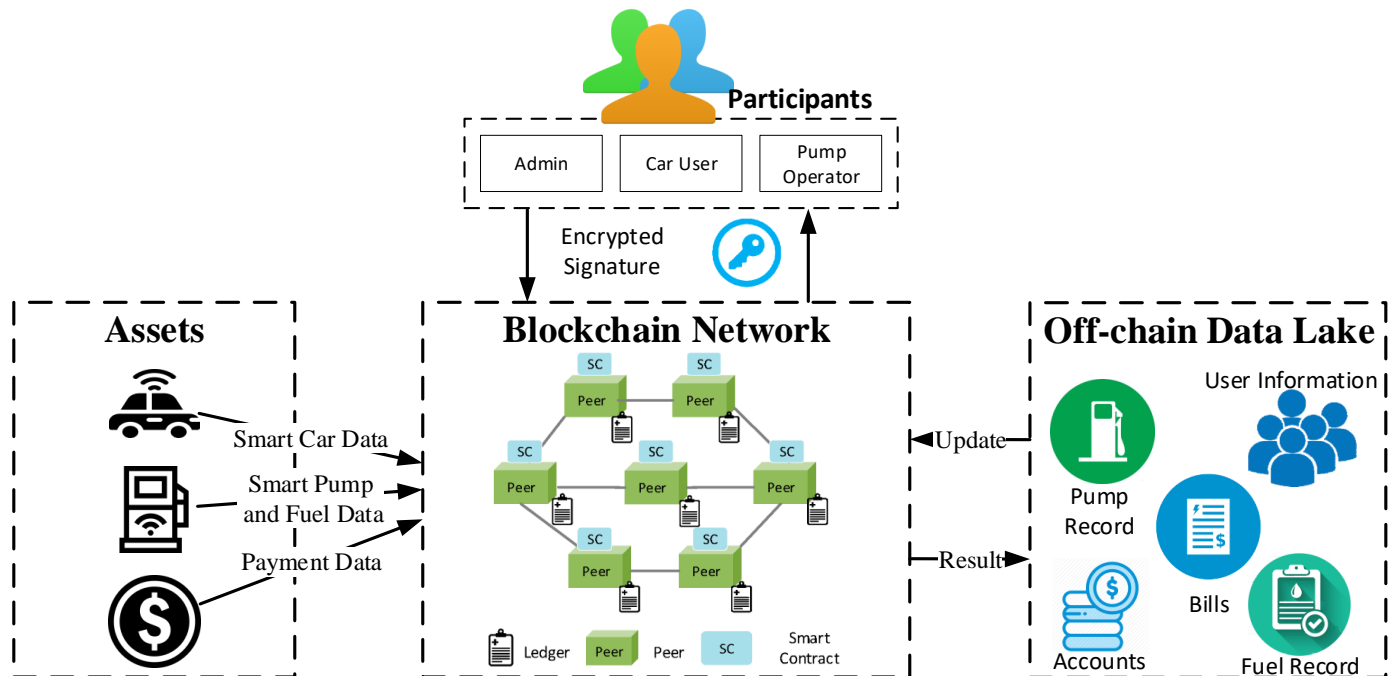 Participants
Admin
Car User
Pump
Operator
Encrypted
Signature
Assets
Smart Car Data
Smart Pump
and Fuel Data
Payment Data
$
Blockchain Network
SC
SC
Peer
Peer
SC
SC
SC
Peer
Peer
Peer
SC
SC
Peer
Peer
Ledger
Peer
Peer
SC
Smart
Contract
Update
Result
Off-chain Data Lake
User Information
Pump
Record
$
Bills
$
Accounts
Fuel Record